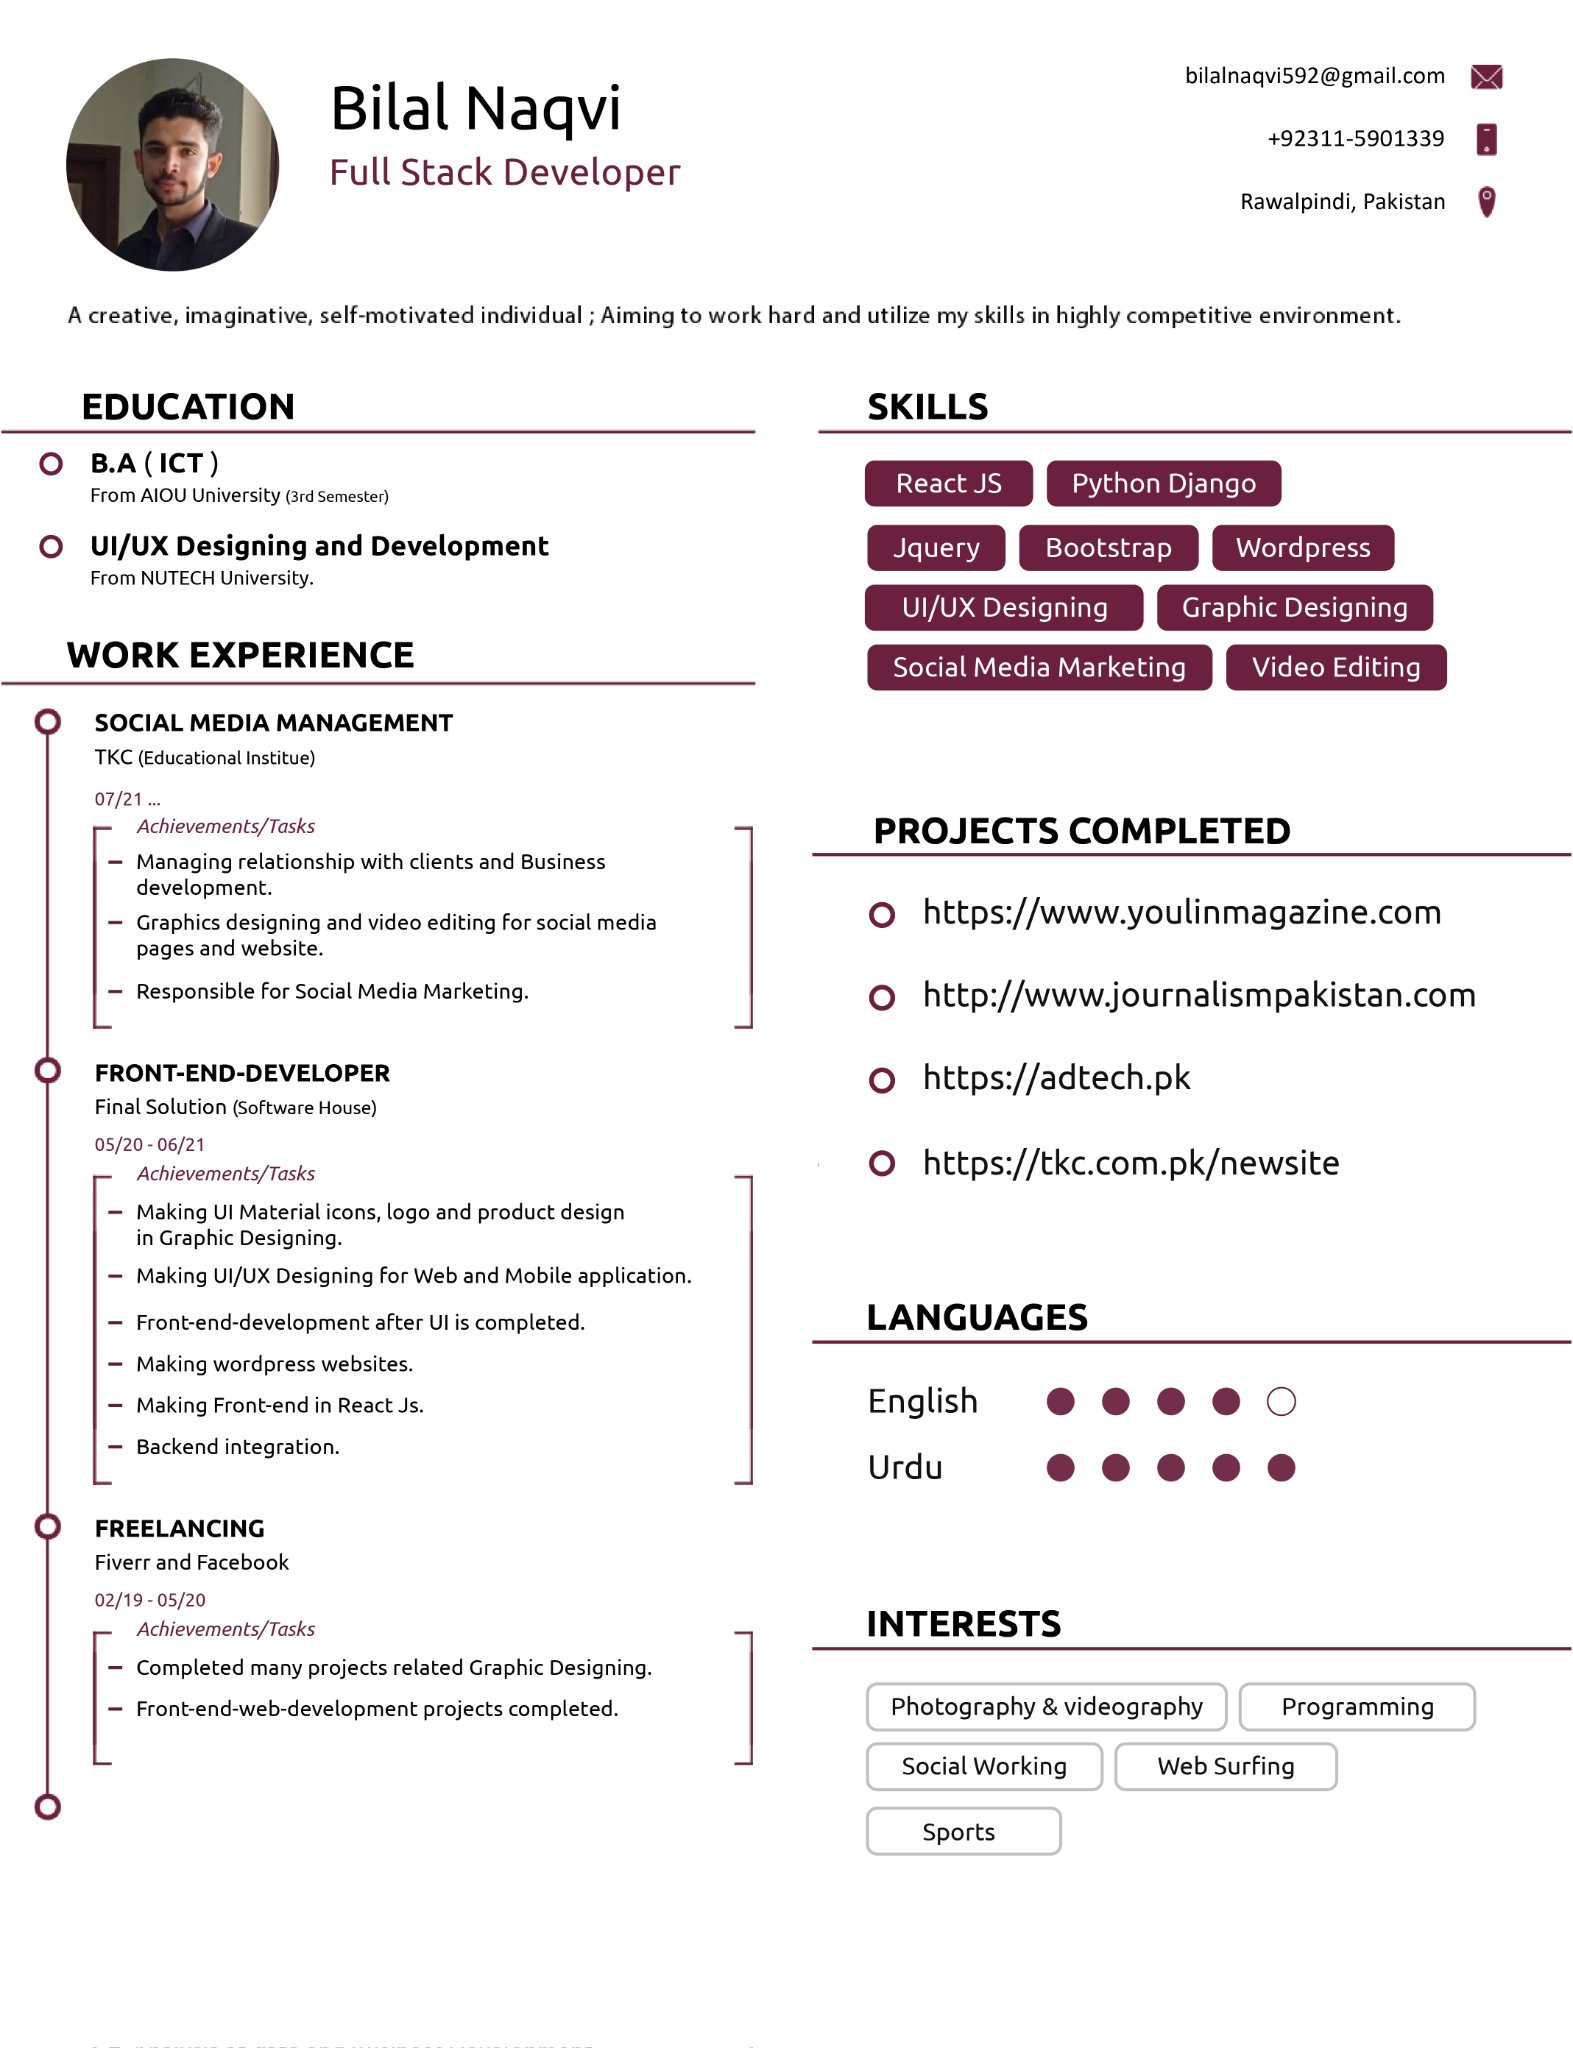 Bilal Naqvi
Full Stack Developer
bilalnaqvi592@gmail.com
+92311-5901339
Rawalpindi, Pakistan
A creative, imaginative, self-motivated individual ; Aiming to work hard and utilize my skills in highly competitive environment.
EDUCATION
B.A ( ICT )
From AIOU University (3rd Semester)
UI/UX Designing and Development
From NUTECH University.
WORK EXPERIENCE
SOCIAL MEDIA MANAGEMENT
TKC (Educational Institue)
07/21 ...
Achievements/Tasks
Managing relationship with clients and Business
development.
Graphics designing and video editing for social media
pages and website.
Responsible for Social Media Marketing.
FRONT-END-DEVELOPER
Final Solution (Software House)
05/20 - 06/21
Achievements/Tasks
Making UI Material icons, logo and product design
in Graphic Designing.
Making UI/UX Designing for Web and Mobile application.
Front-end-development after UI is completed.
Making wordpress websites.
Making Front-end in React Js.
Backend integration.
FREELANCING
Fiverr and Facebook
02/19 - 05/20
Achievements/Tasks
Completed many projects related Graphic Designing.
Front-end-web-development projects completed.
SKILLS
React JS Python Django
Jquery Bootstrap Wordpress
UI/UX Designing Graphic Designing
Social Media Marketing Video Editing
PROJECTS COMPLETED
https://www.youlinmagazine.com
http://www.journalismpakistan.com
https://adtech.pk
https://tkc.com.pk/newsite
LANGUAGES
English
Urdu
INTERESTS
Photography & videography Programming
Social Working Web Surfing
Sports